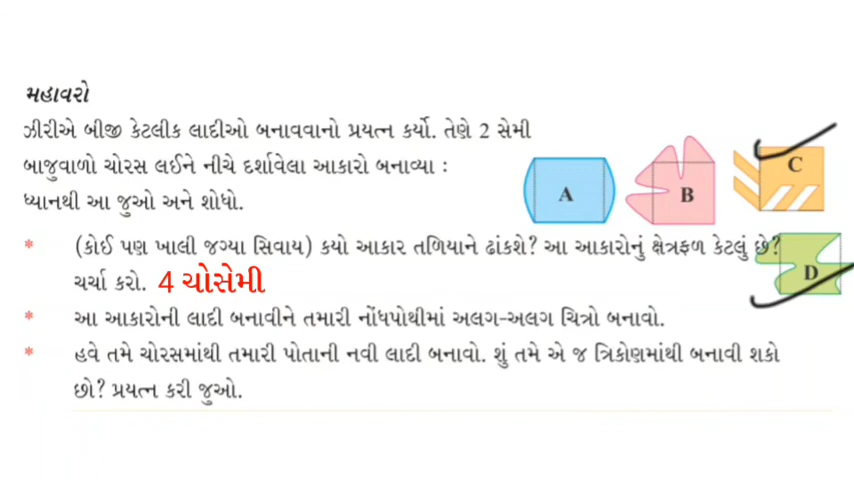 મહાવરો
ઝીરીએ બીજી કેટલીક લાદીઓ બનાવવાનો પ્રયત્ન કર્યો. તેણે 2 સેમી
બાજુવાળો ચોરસ લઈને નીચે દર્શાવેલા આકારો બનાવ્યા :
ધ્યાનથી આ જુઓ અને શોધો.
A
B
C
* (કોઈ પણ ખાલી જગ્યા સિવાય) કયો આકાર તળિયાને ઢાંકશે? આ આકારોનું ક્ષેત્રફળ કેટલું છે?
ચર્ચા કરો. 4 ચોસેમી
D
* આ આકારોની લાદી બનાવીને તમારી નોંધપોથીમાં અલગ-અલગ ચિત્રો બનાવો.
* હવે તમે ચોરસમાંથી તમારી પોતાની નવી લાદી બનાવો. શું તમે એ જ ત્રિકોણમાંથી બનાવી શકો
છો? પ્રયત્ન કરી જુઓ.